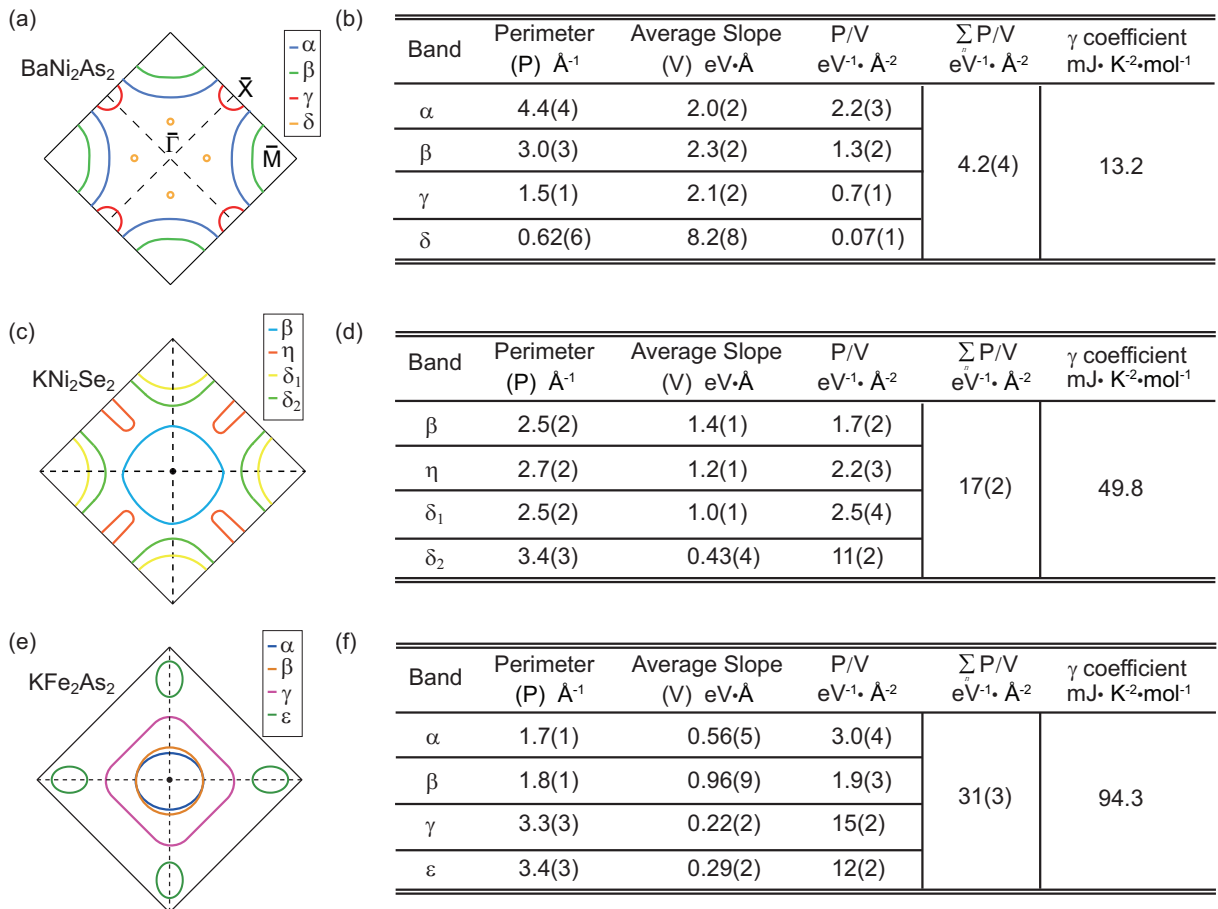 (a)
BaNi₂As₂
α
β
γ
δ
X̄
Γ̄
M̄
(b)
Band Perimeter (P) Å⁻¹ Average Slope (V) eV•Å P/V eV⁻¹• Å⁻² ∑ₙ P/V eV⁻¹• Å⁻² γ coefficient mJ• K⁻²•mol⁻¹
α 4.4(4) 2.0(2) 2.2(3)
β 3.0(3) 2.3(2) 1.3(2)
4.2(4) 13.2
γ 1.5(1) 2.1(2) 0.7(1)
δ 0.62(6) 8.2(8) 0.07(1)
(c)
KNi₂Se₂
β
η
δ₁
δ₂
(d)
Band Perimeter (P) Å⁻¹ Average Slope (V) eV•Å P/V eV⁻¹• Å⁻² ∑ₙ P/V eV⁻¹• Å⁻² γ coefficient mJ• K⁻²•mol⁻¹
β 2.5(2) 1.4(1) 1.7(2)
η 2.7(2) 1.2(1) 2.2(3)
17(2) 49.8
δ₁ 2.5(2) 1.0(1) 2.5(4)
δ₂ 3.4(3) 0.43(4) 11(2)
(e)
KFe₂As₂
α
β
γ
ε
(f)
Band Perimeter (P) Å⁻¹ Average Slope (V) eV•Å P/V eV⁻¹• Å⁻² ∑ₙ P/V eV⁻¹• Å⁻² γ coefficient mJ• K⁻²•mol⁻¹
α 1.7(1) 0.56(5) 3.0(4)
β 1.8(1) 0.96(9) 1.9(3)
31(3) 94.3
γ 3.3(3) 0.22(2) 15(2)
ε 3.4(3) 0.29(2) 12(2)